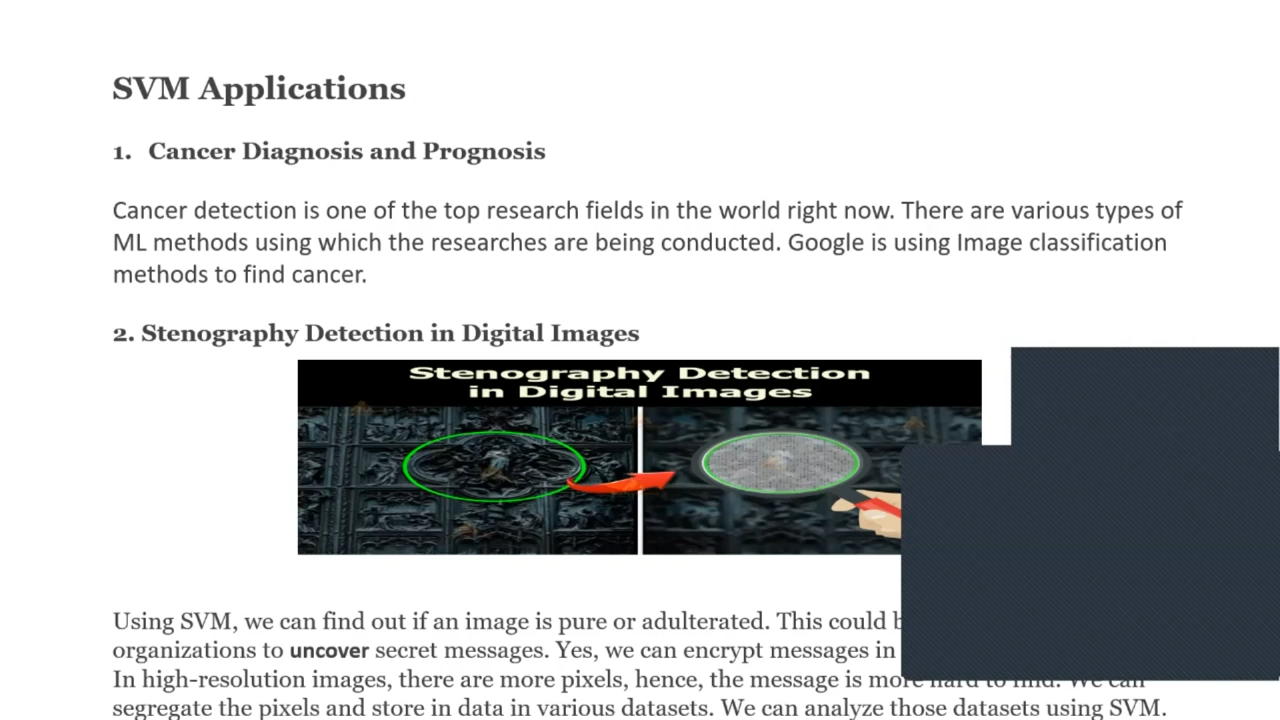 SVM Applications
1. Cancer Diagnosis and Prognosis
Cancer detection is one of the top research fields in the world right now. There are various types of
ML methods using which the researches are being conducted. Google is using Image classification
methods to find cancer.
2. Stenography Detection in Digital Images
Stenography Detection
in Digital Images
Using SVM, we can find out if an image is pure or adulterated. This could
organizations to uncover secret messages. Yes, we can encrypt messages in
In high-resolution images, there are more pixels, hence, the message is more hard to find. We can
segregate the pixels and store in data in various datasets. We can analyze those datasets using SVM.